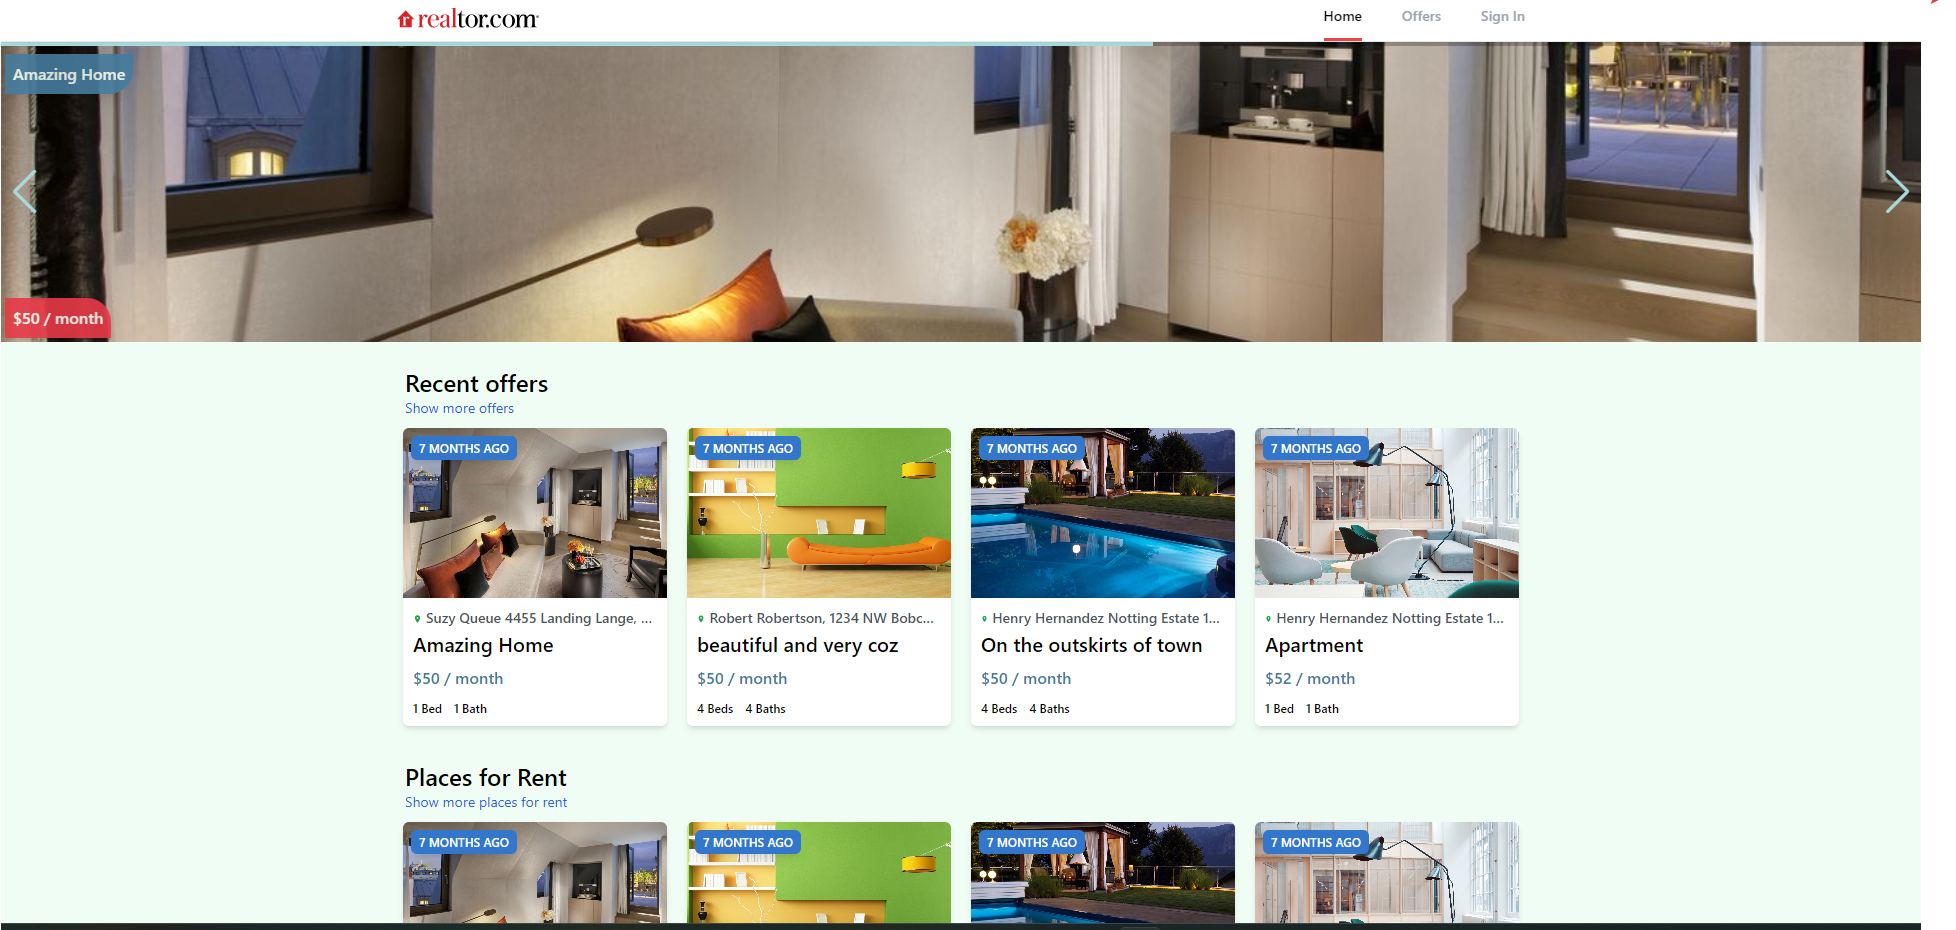 realtor.com
Home Offers Sign In
Amazing Home
$50 / month
Recent offers
Show more offers
7 MONTHS AGO
Suzy Queue 4455 Landing Lange, ...
Amazing Home
$50 / month
1 Bed 1 Bath
7 MONTHS AGO
Robert Robertson, 1234 NW Bobc...
beautiful and very coz
$50 / month
4 Beds 4 Baths
7 MONTHS AGO
Henry Hernandez Notting Estate 1...
On the outskirts of town
$50 / month
4 Beds 4 Baths
7 MONTHS AGO
Henry Hernandez Notting Estate 1...
Apartment
$52 / month
1 Bed 1 Bath
Places for Rent
Show more places for rent
7 MONTHS AGO
7 MONTHS AGO
7 MONTHS AGO
7 MONTHS AGO